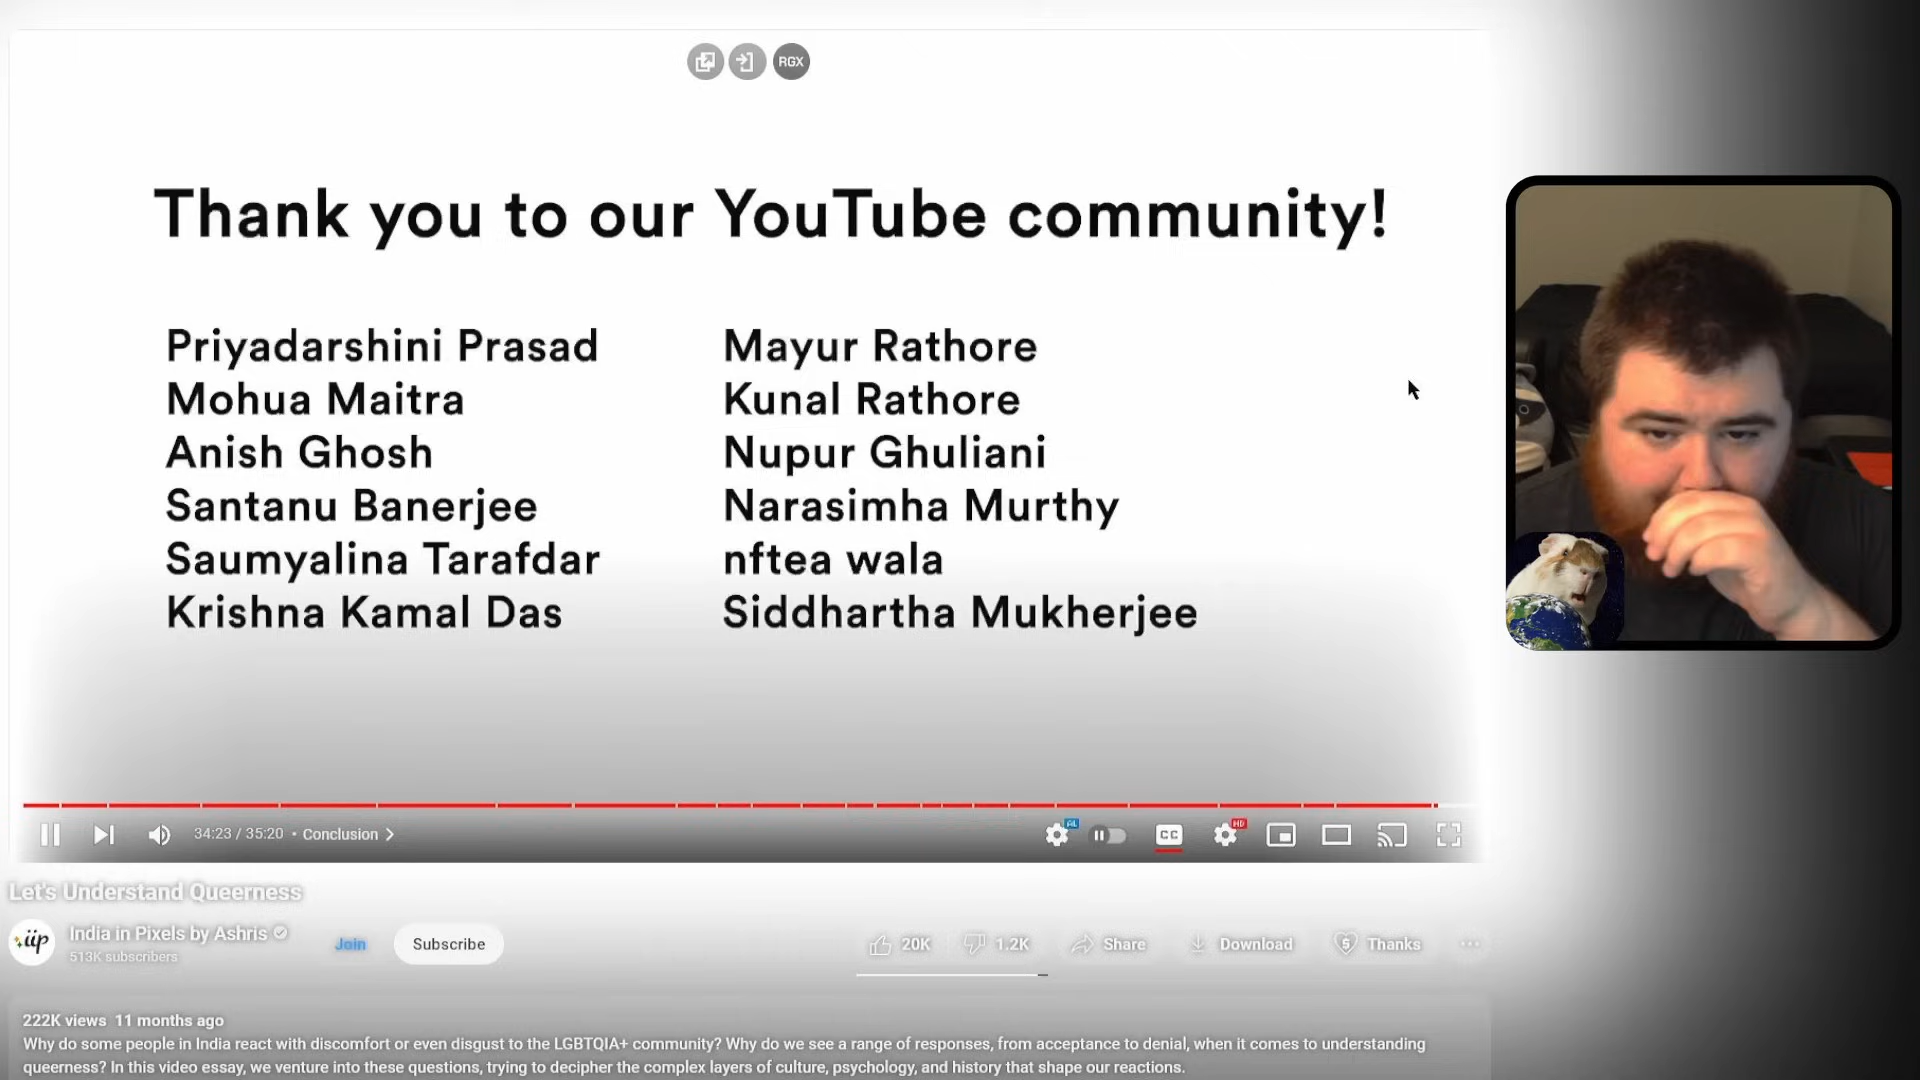 RGX
Thank you to our YouTube community!
Priyadarshini Prasad
Mohua Maitra
Anish Ghosh
Santanu Banerjee
Saumyalina Tarafdar
Krishna Kamal Das
Mayur Rathore
Kunal Rathore
Nupur Ghuliani
Narasimha Murthy
nftea wala
Siddhartha Mukherjee
34:23 / 35:20 • Conclusion
AL
CC
HD
Let's Understand Queerness
iip
India in Pixels by Ashris
513K subscribers
Join
Subscribe
20K
1.2K
Share
Download
Thanks
222K views 11 months ago
Why do some people in India react with discomfort or even disgust to the LGBTQIA+ community? Why do we see a range of responses, from acceptance to denial, when it comes to understanding
queerness? In this video essay, we venture into these questions, trying to decipher the complex layers of culture, psychology, and history that shape our reactions.